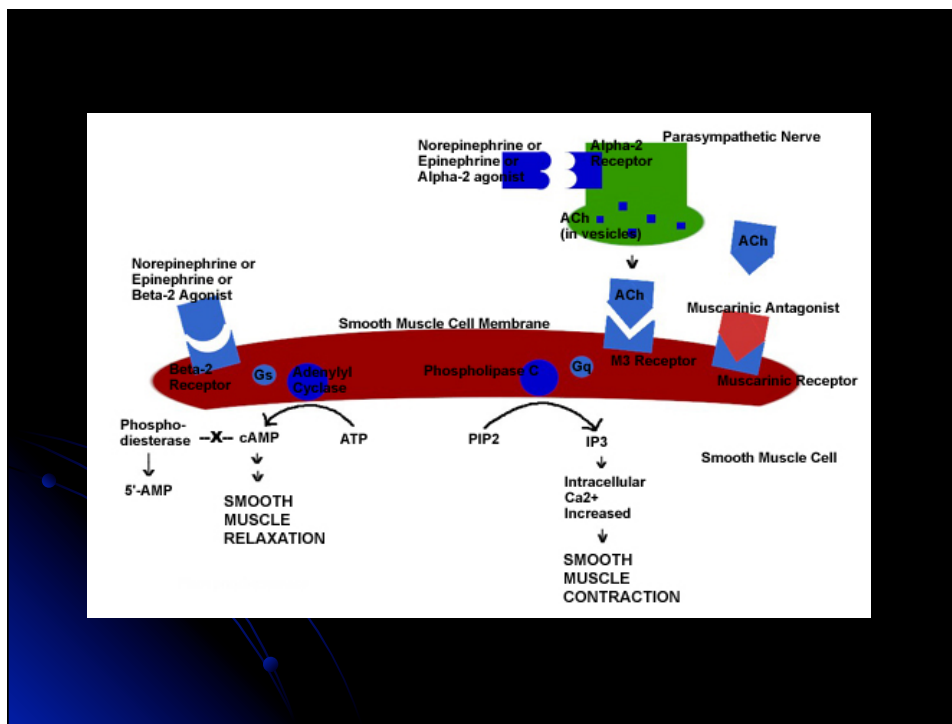 Parasympathetic Nerve
Norepinephrine or
Epinephrine or
Alpha-2 agonist
Alpha-2
Receptor
ACh
(in vesicles)
ACh
Norepinephrine or
Epinephrine or
Beta-2 Agonist
ACh
Muscarinic Antagonist
Smooth Muscle Cell Membrane
Beta-2
Receptor
Gs
Adenylyl
Cyclase
Phospholipase C
Gq
M3 Receptor
Muscarinic Receptor
Phospho-
diesterase
--X--
cAMP
ATP
PIP2
IP3
Smooth Muscle Cell
5'-AMP
SMOOTH
MUSCLE
RELAXATION
Intracellular
Ca2+
Increased
SMOOTH
MUSCLE
CONTRACTION